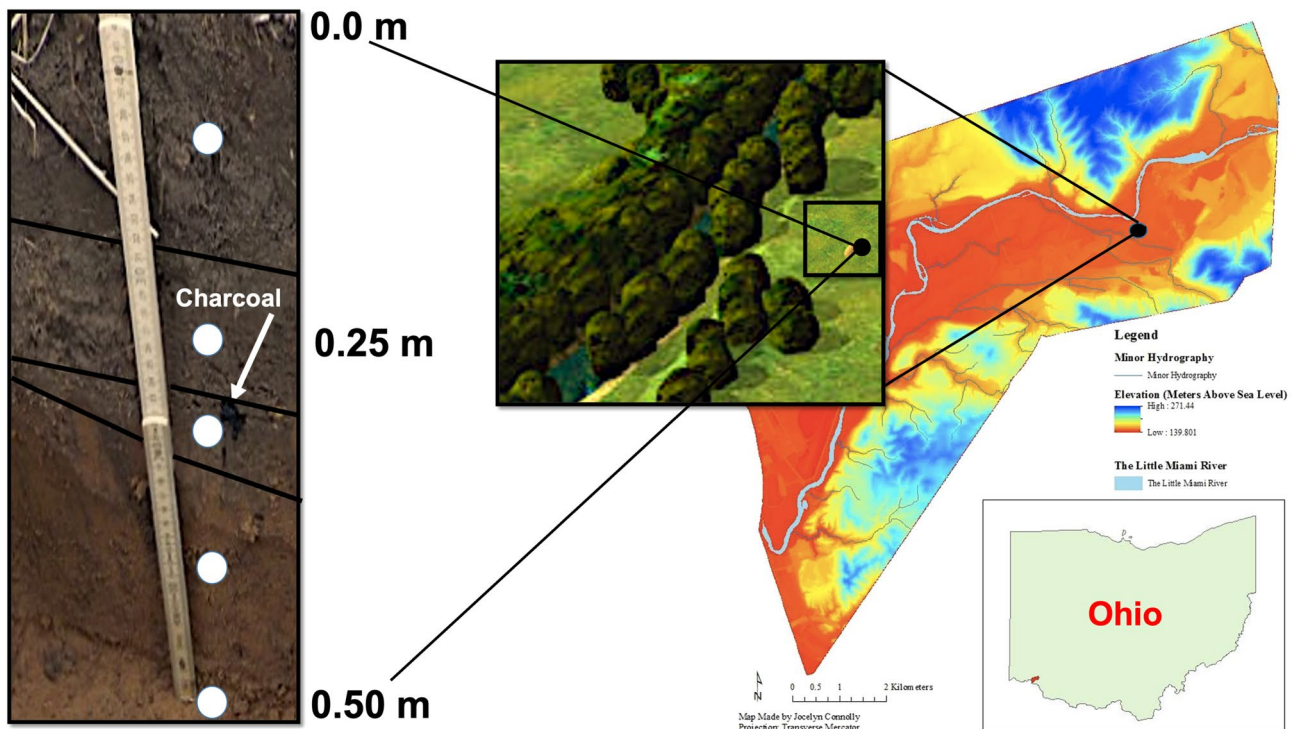 0.0 m
Charcoal
0.25 m
0.50 m
Legend
Minor Hydrography
Minor Hydrography
Elevation (Meters Above Sea Level)
High : 271.44
Low : 139.801
The Little Miami River
The Little Miami River
N
0 0.5 1 2 Kilometers
Map Made by Jocelyn Connolly
Projection: Transverse Mercator
Ohio